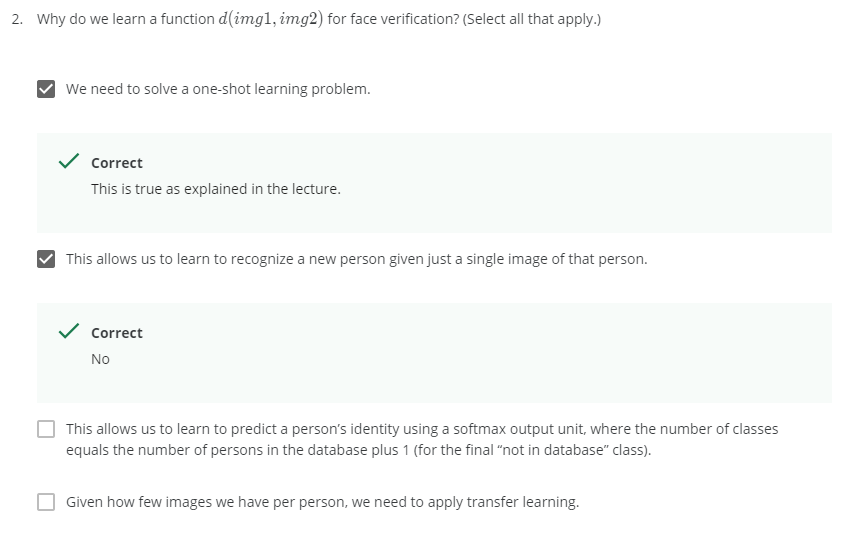 2. Why do we learn a function d(img1, img2) for face verification? (Select all that apply.)
We need to solve a one-shot learning problem.
Correct
This is true as explained in the lecture.
This allows us to learn to recognize a new person given just a single image of that person.
Correct
No
This allows us to learn to predict a person's identity using a softmax output unit, where the number of classes
equals the number of persons in the database plus 1 (for the final “not in database” class).
Given how few images we have per person, we need to apply transfer learning.